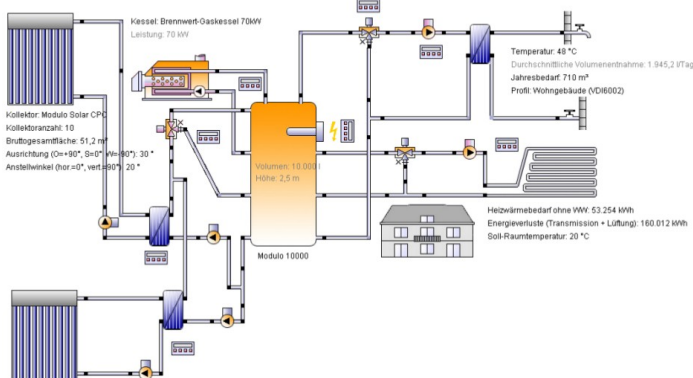 Kessel: Brennwert-Gaskessel 70kW
Leistung: 70 kW
Temperatur: 48 °C
Durchschnittliche Volumenentnahme: 1.945,2 l/Tag
Jahresbedarf: 710 m³
Profil: Wohngebäude (VDI6002)
Kollektor: Modulo Solar CPC
Kollektoranzahl: 10
Bruttogesamtfläche: 51,2 m²
Ausrichtung (O=+90°, S=0°, W=-90°): 30 °
Anstellwinkel (hor.=0°, vert.=90°): 20 °
Volumen: 10.000 l
Höhe: 2,5 m
Modulo 10000
Heizwärmebedarf ohne WW: 53.254 kWh
Energieverluste (Transmission + Lüftung): 160.012 kWh
Soll-Raumtemperatur: 20 °C